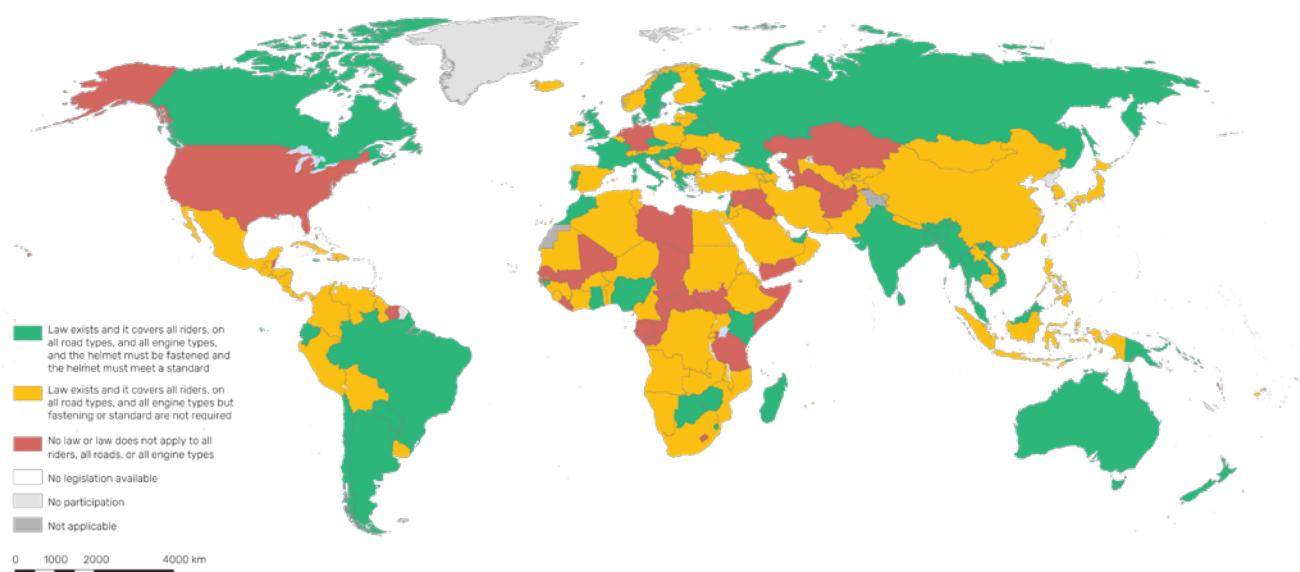 Law exists and it covers all riders, on
all road types, and all engine types,
and the helmet must be fastened and
the helmet must meet a standard
Law exists and it covers all riders, on
all road types, and all engine types but
fastening or standard are not required
No law or law does not apply to all
riders, all roads, or all engine types
No legislation available
No participation
Not applicable
0 1000 2000 4000 km